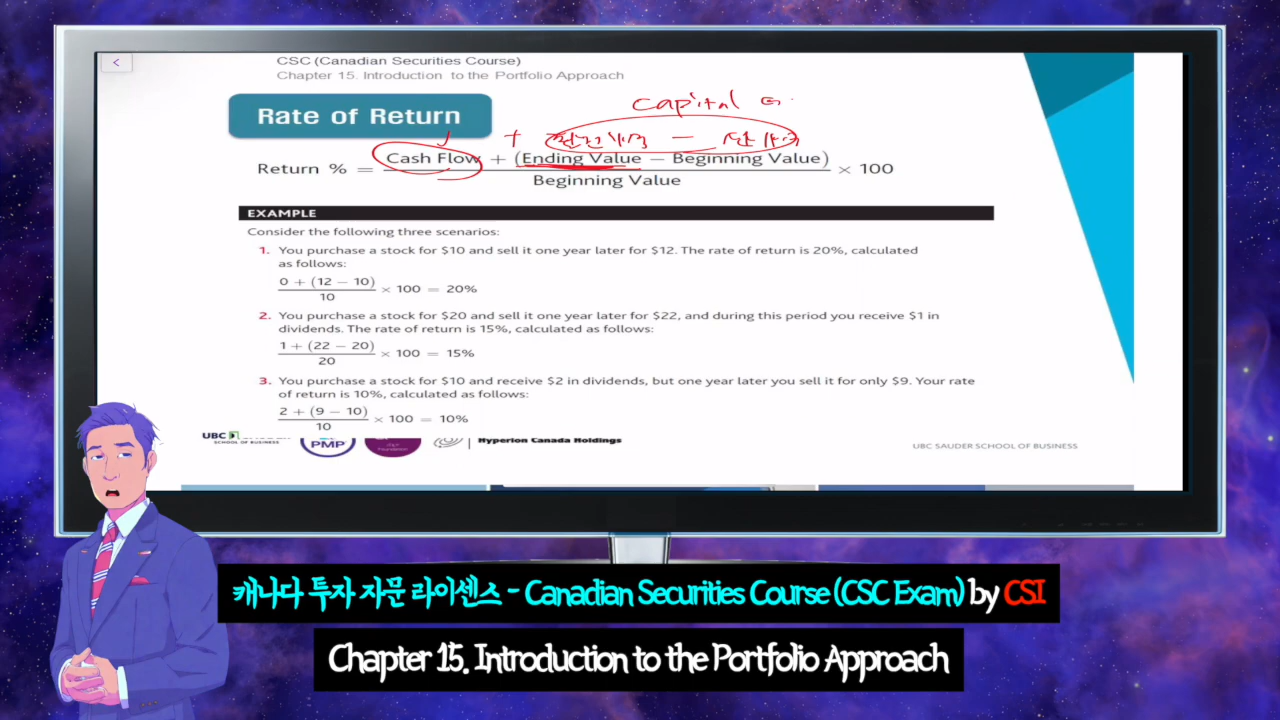 <
CSC (Canadian Securities Course)
Chapter 15. Introduction to the Portfolio Approach
Capital G
Rate of Return
+ −
Return % = Cash Flow + (Ending Value − Beginning Value) × 100
Beginning Value
EXAMPLE
Consider the following three scenarios:
1. You purchase a stock for $10 and sell it one year later for $12. The rate of return is 20%, calculated
as follows:
0 + (12 − 10)
10
× 100 = 20%
2. You purchase a stock for $20 and sell it one year later for $22, and during this period you receive $1 in
dividends. The rate of return is 15%, calculated as follows:
1 + (22 − 20)
20
× 100 = 15%
3. You purchase a stock for $10 and receive $2 in dividends, but one year later you sell it for only $9. Your rate
of return is 10%, calculated as follows:
2 + (9 − 10)
10
× 100 = 10%
UBC
SCHOOL OF BUSINESS
PMP
Hyperion Canada Holdings
UBC SAUDER SCHOOL OF BUSINESS
캐나다 투자 자문 라이센스 - Canadian Securities Course (CSC Exam) by CSI
Chapter 15. Introduction to the Portfolio Approach